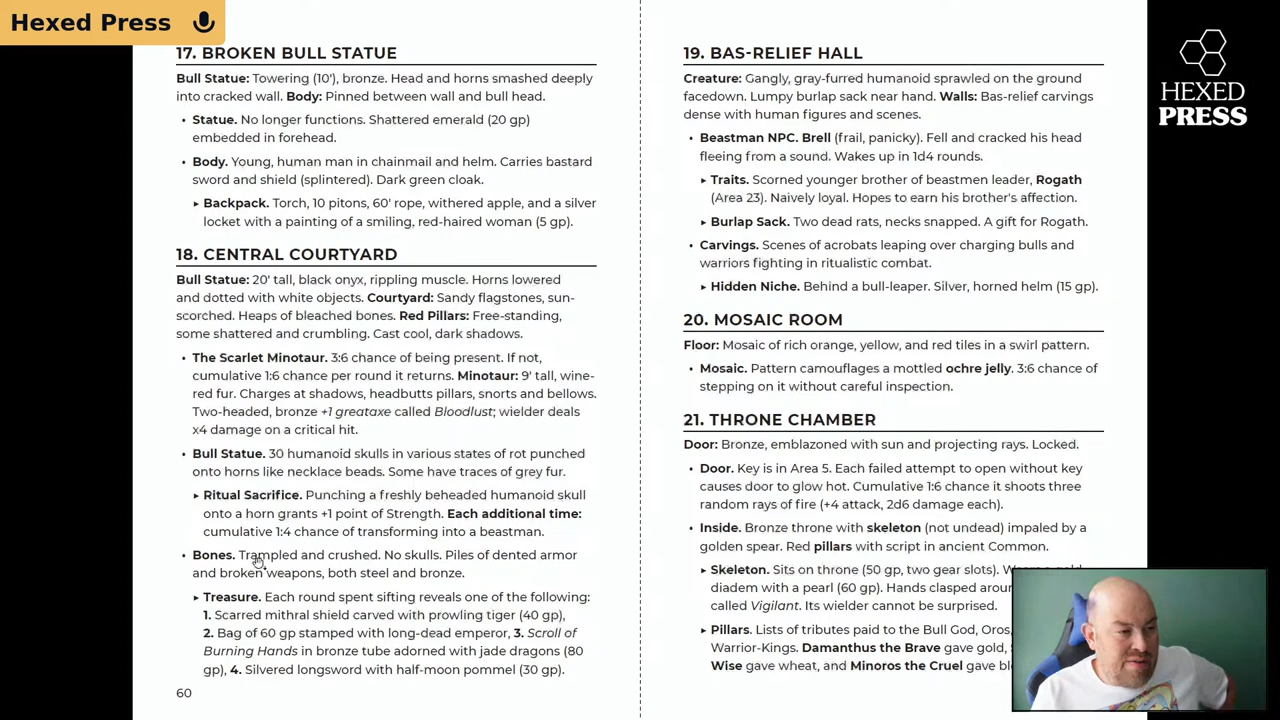 Hexed Press
HEXED
PRESS
17. BROKEN BULL STATUE
Bull Statue: Towering (10'), bronze. Head and horns smashed deeply
into cracked wall. Body: Pinned between wall and bull head.
• Statue. No longer functions. Shattered emerald (20 gp)
embedded in forehead.
• Body. Young, human man in chainmail and helm. Carries bastard
sword and shield (splintered). Dark green cloak.
▸ Backpack. Torch, 10 pitons, 60' rope, withered apple, and a silver
locket with a painting of a smiling, red-haired woman (5 gp).
18. CENTRAL COURTYARD
Bull Statue: 20' tall, black onyx, rippling muscle. Horns lowered
and dotted with white objects. Courtyard: Sandy flagstones, sun-
scorched. Heaps of bleached bones. Red Pillars: Free-standing,
some shattered and crumbling. Cast cool, dark shadows.
• The Scarlet Minotaur. 3:6 chance of being present. If not,
cumulative 1:6 chance per round it returns. Minotaur: 9' tall, wine-
red fur. Charges at shadows, headbutts pillars, snorts and bellows.
Two-headed, bronze +1 greataxe called Bloodlust; wielder deals
x4 damage on a critical hit.
• Bull Statue. 30 humanoid skulls in various states of rot punched
onto horns like necklace beads. Some have traces of grey fur.
▸ Ritual Sacrifice. Punching a freshly beheaded humanoid skull
onto a horn grants +1 point of Strength. Each additional time:
cumulative 1:4 chance of transforming into a beastman.
• Bones. Trampled and crushed. No skulls. Piles of dented armor
and broken weapons, both steel and bronze.
▸ Treasure. Each round spent sifting reveals one of the following:
1. Scarred mithral shield carved with prowling tiger (40 gp),
2. Bag of 60 gp stamped with long-dead emperor, 3. Scroll of
Burning Hands in bronze tube adorned with jade dragons (80
gp), 4. Silvered longsword with half-moon pommel (30 gp).
60
19. BAS-RELIEF HALL
Creature: Gangly, gray-furred humanoid sprawled on the ground
facedown. Lumpy burlap sack near hand. Walls: Bas-relief carvings
dense with human figures and scenes.
• Beastman NPC. Brell (frail, panicky). Fell and cracked his head
fleeing from a sound. Wakes up in 1d4 rounds.
▸ Traits. Scorned younger brother of beastmen leader, Rogath
(Area 23). Naively loyal. Hopes to earn his brother's affection.
▸ Burlap Sack. Two dead rats, necks snapped. A gift for Rogath.
• Carvings. Scenes of acrobats leaping over charging bulls and
warriors fighting in ritualistic combat.
▸ Hidden Niche. Behind a bull-leaper. Silver, horned helm (15 gp).
20. MOSAIC ROOM
Floor: Mosaic of rich orange, yellow, and red tiles in a swirl pattern.
• Mosaic. Pattern camouflages a mottled ochre jelly. 3:6 chance of
stepping on it without careful inspection.
21. THRONE CHAMBER
Door: Bronze, emblazoned with sun and projecting rays. Locked.
• Door. Key is in Area 5. Each failed attempt to open without key
causes door to glow hot. Cumulative 1:6 chance it shoots three
random rays of fire (+4 attack, 2d6 damage each).
• Inside. Bronze throne with skeleton (not undead) impaled by a
golden spear. Red pillars with script in ancient Common.
▸ Skeleton. Sits on throne (50 gp, two gear slots).
diadem with a pearl (60 gp). Hands clasped
called Vigilant. Its wielder cannot be surprised.
▸ Pillars. Lists of tributes paid to the Bull God, Oros,
Warrior-Kings. Damanthus the Brave gave gold,
Wise gave wheat, and Minoros the Cruel gave